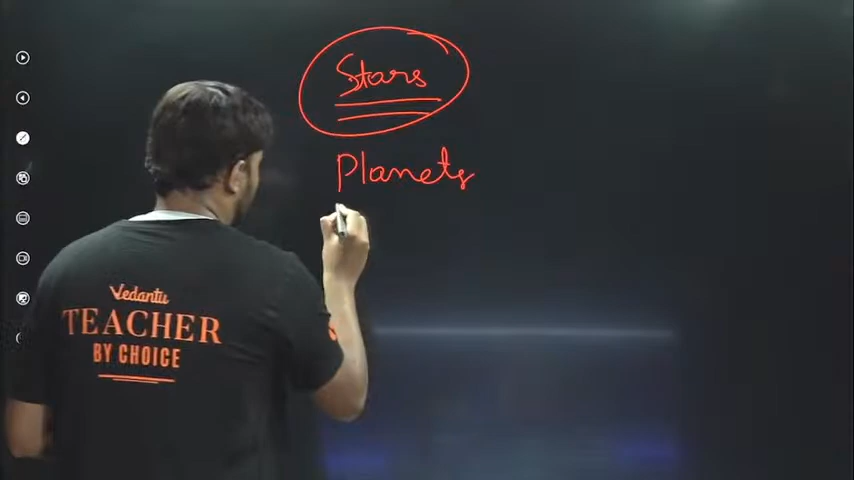 Stars
Planets
Vedantu
TEACHER
BY CHOICE